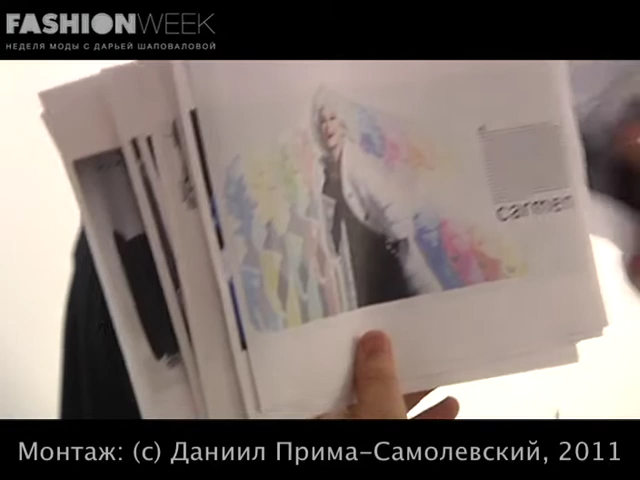 FASHIONWEEK
НЕДЕЛЯ МОДЫ С ДАРЬЕЙ ШАПОВАЛОВОЙ
carmen
Монтаж: (с) Даниил Прима-Самолевский, 2011